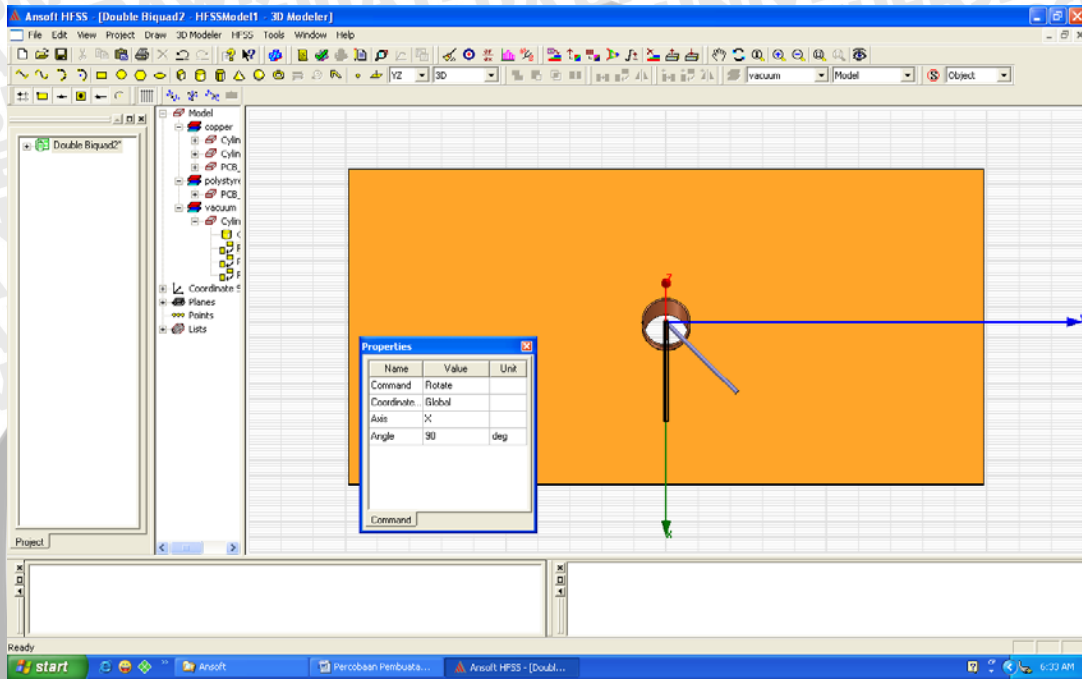 Ansoft HFSS - [Double Biquad2 - HFSSModel1 - 3D Modeler]
File Edit View Project Draw 3D Modeler HFSS Tools Window Help
YZ 3D vacuum Model Object
Double Biquad2*
Project
Model
copper
Cylin
Cylin
PCB_
polystyre
PCB_
vacuum
Cylin
Coordinate S
Planes
Points
Lists
Z
X
Properties
Name Value Unit
Command Rotate
Coordinate... Global
Axis X
Angle 90 deg
Command
Ready
start Ansoft Percobaan Pembuata... Ansoft HFSS - [Doubl... 6:33 AM